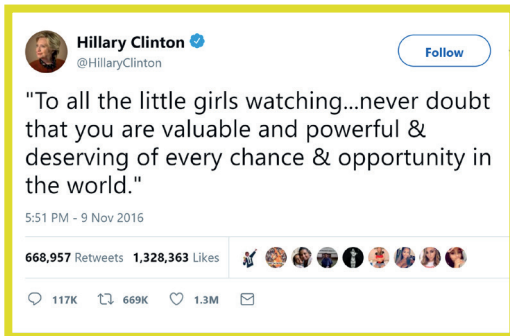 Hillary Clinton
Follow
@HillaryClinton
"To all the little girls watching...never doubt
that you are valuable and powerful &
deserving of every chance & opportunity in
the world."
5:51 PM - 9 Nov 2016
668,957 Retweets 1,328,363 Likes
117K 669K 1.3M